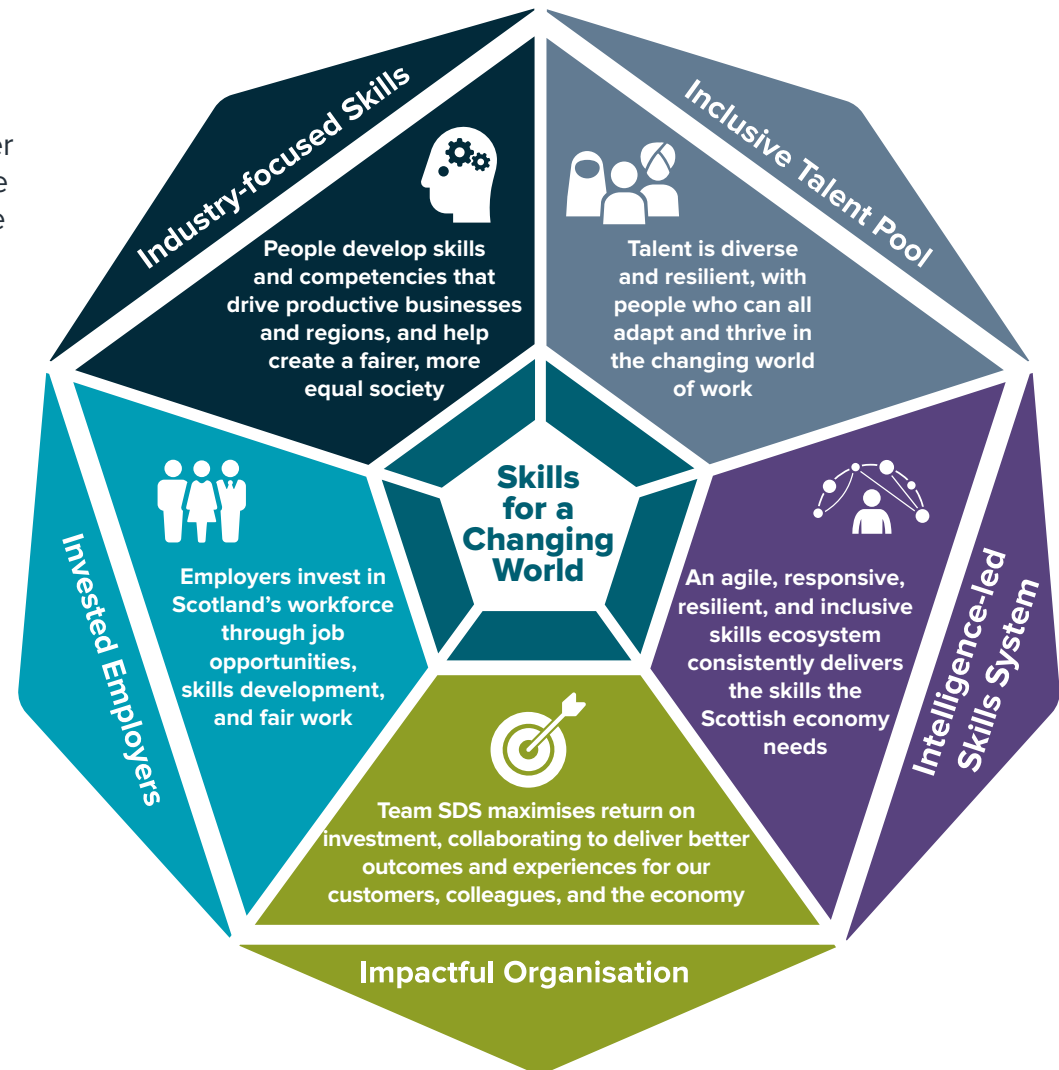 er
e
e
Industry-focused Skills
People develop skills
and competencies that
drive productive businesses
and regions, and help
create a fairer, more
equal society
Inclusive Talent Pool
Talent is diverse
and resilient, with
people who can all
adapt and thrive in
the changing world
of work
Skills
for a
Changing
World
Invested Employers
Employers invest in
Scotland’s workforce
through job
opportunities,
skills development,
and fair work
An agile, responsive,
resilient, and inclusive
skills ecosystem
consistently delivers
the skills the
Scottish economy
needs
Intelligence-led
Skills System
Team SDS maximises return on
investment, collaborating to deliver better
outcomes and experiences for our
customers, colleagues, and the economy
Impactful Organisation